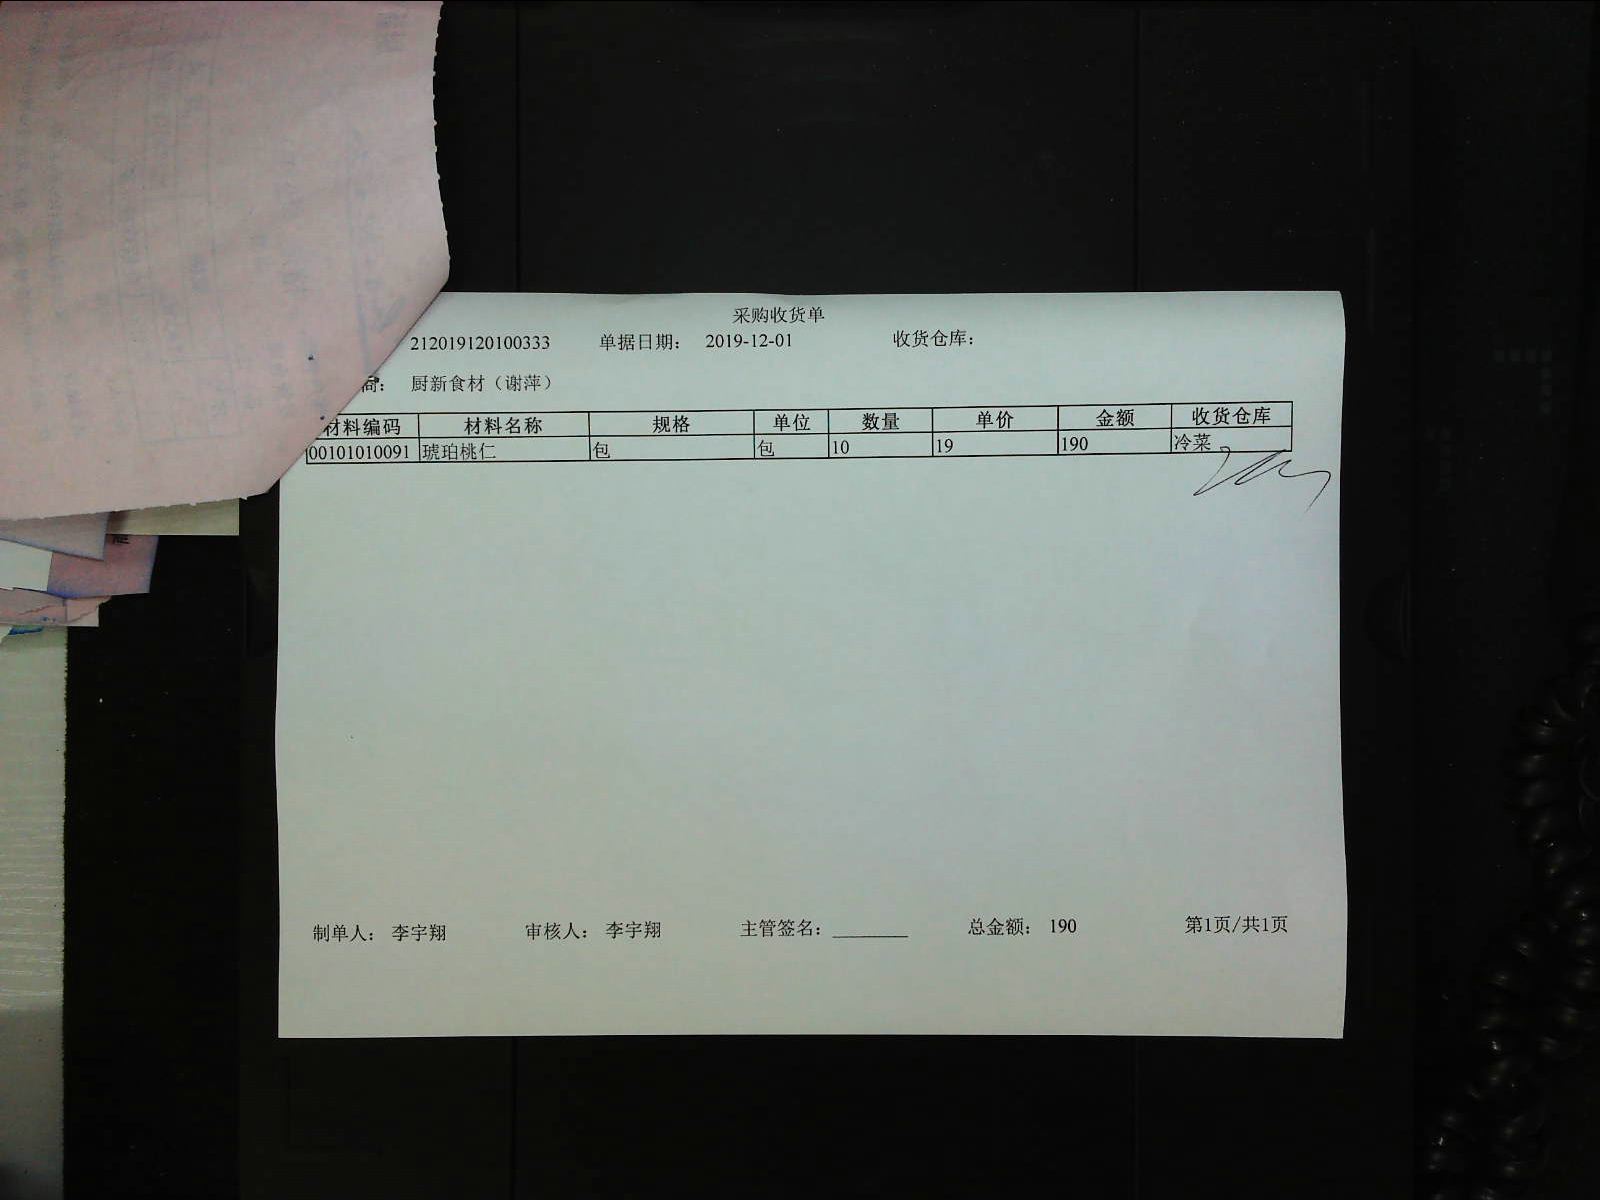 采购收货单
212019120100333 单据日期： 2019-12-01 收货仓库：
商： 厨新食材（谢萍）
材料编码 材料名称 规格 单位 数量 单价 金额 收货仓库
00101010091 琥珀桃仁 包 包 10 19 190 冷菜
制单人： 李宇翔 审核人： 李宇翔 主管签名： 总金额： 190 第1页/共1页